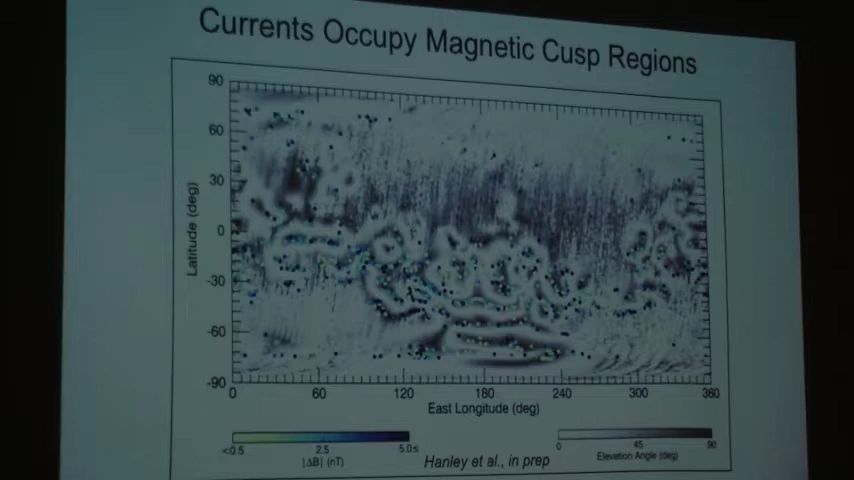 Currents Occupy Magnetic Cusp Regions
90
60
30
0
-30
-60
-90
Latitude (deg)
0 60 120 180 240 300 360
East Longitude (deg)
<0.5 2.5 5.0≤
|ΔB| (nT)
Hanley et al., in prep
0 45 90
Elevation Angle (deg)